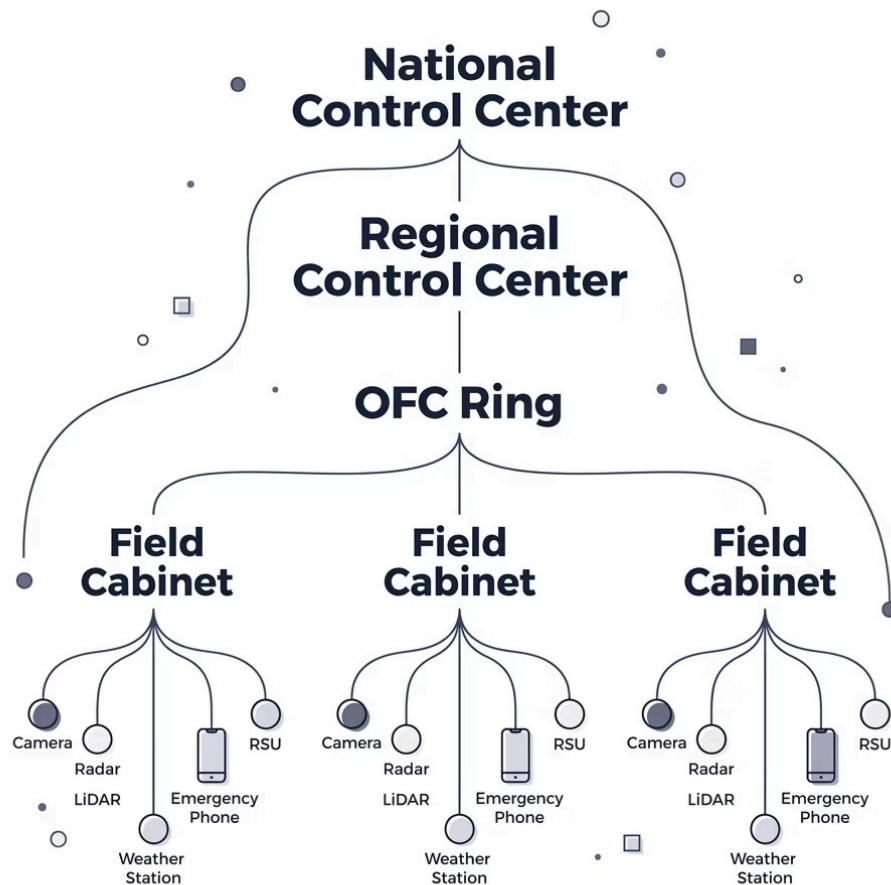 National
Control Center
Regional
Control Center
OFC Ring
Field
Cabinet
Field
Cabinet
Field
Cabinet
Camera
Radar
LiDAR
Weather
Station
Emergency
Phone
RSU
Camera
Radar
LiDAR
Weather
Station
Emergency
Phone
RSU
Camera
Radar
LiDAR
Weather
Station
Emergency
Phone
RSU